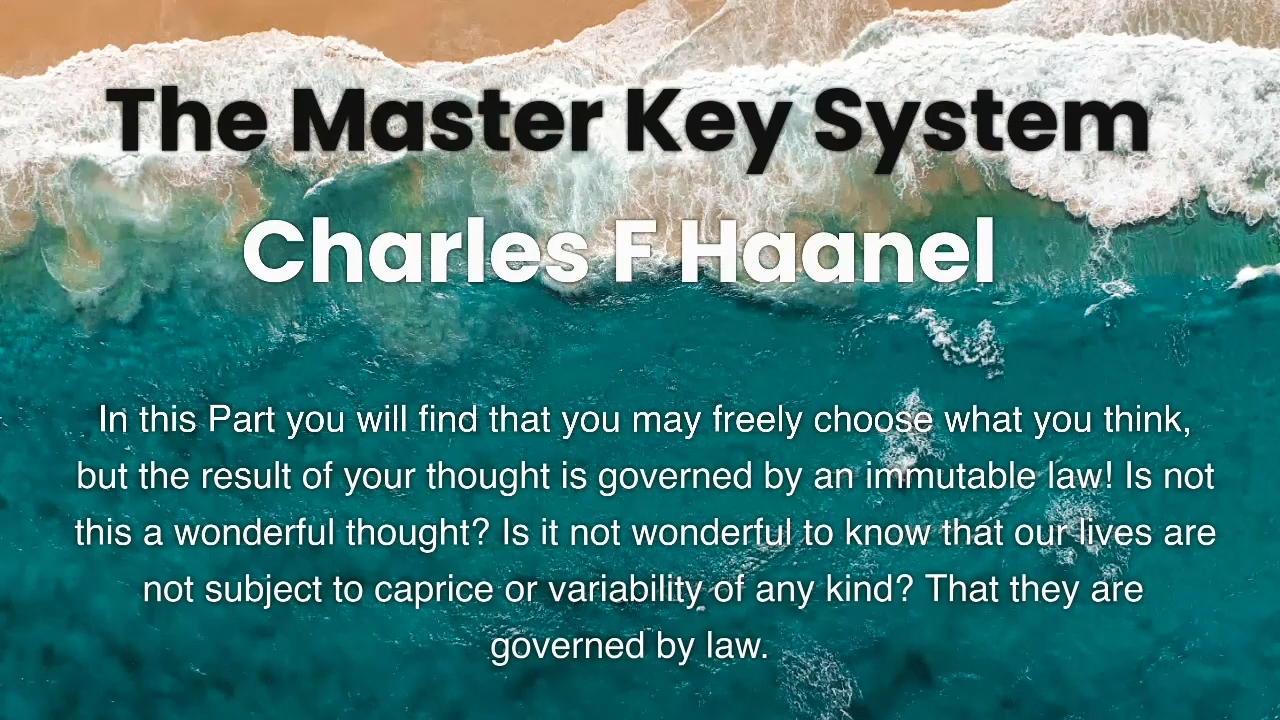 The Master Key System
Charles F Haanel
In this Part you will find that you may freely choose what you think,
but the result of your thought is governed by an immutable law! Is not
this a wonderful thought? Is it not wonderful to know that our lives are
not subject to caprice or variability of any kind? That they are
governed by law.